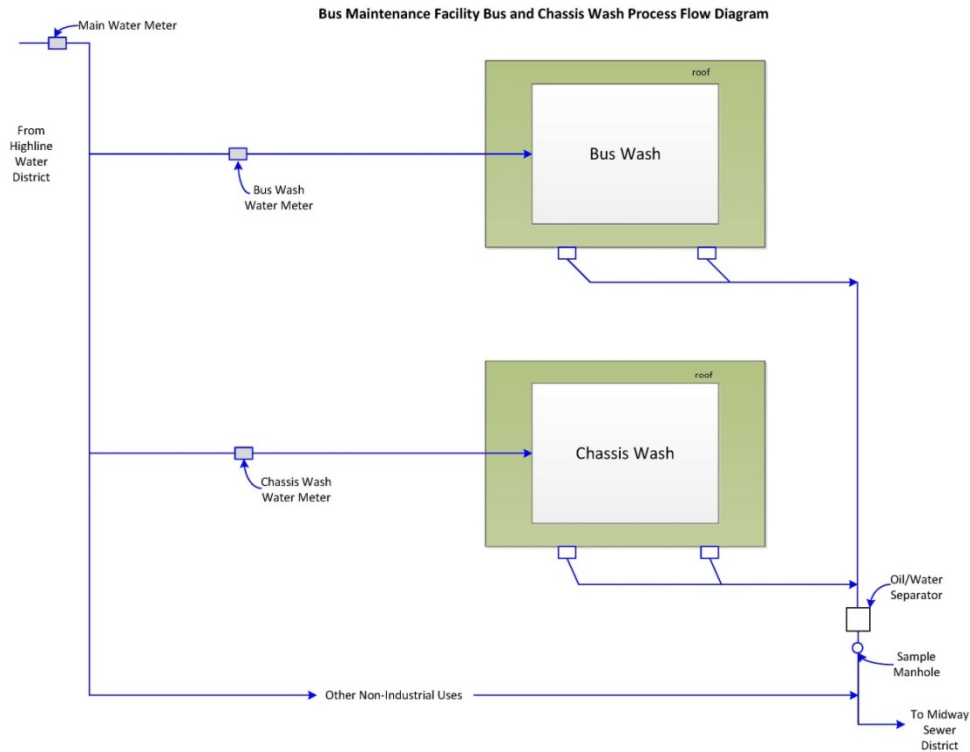 Bus Maintenance Facility Bus and Chassis Wash Process Flow Diagram
Main Water Meter
roof
From
Highline
Water
District
Bus Wash
Bus Wash
Water Meter
roof
Chassis Wash
Chassis Wash
Water Meter
Oil/Water
Separator
Sample
Manhole
Other Non-Industrial Uses
To Midway
Sewer
District